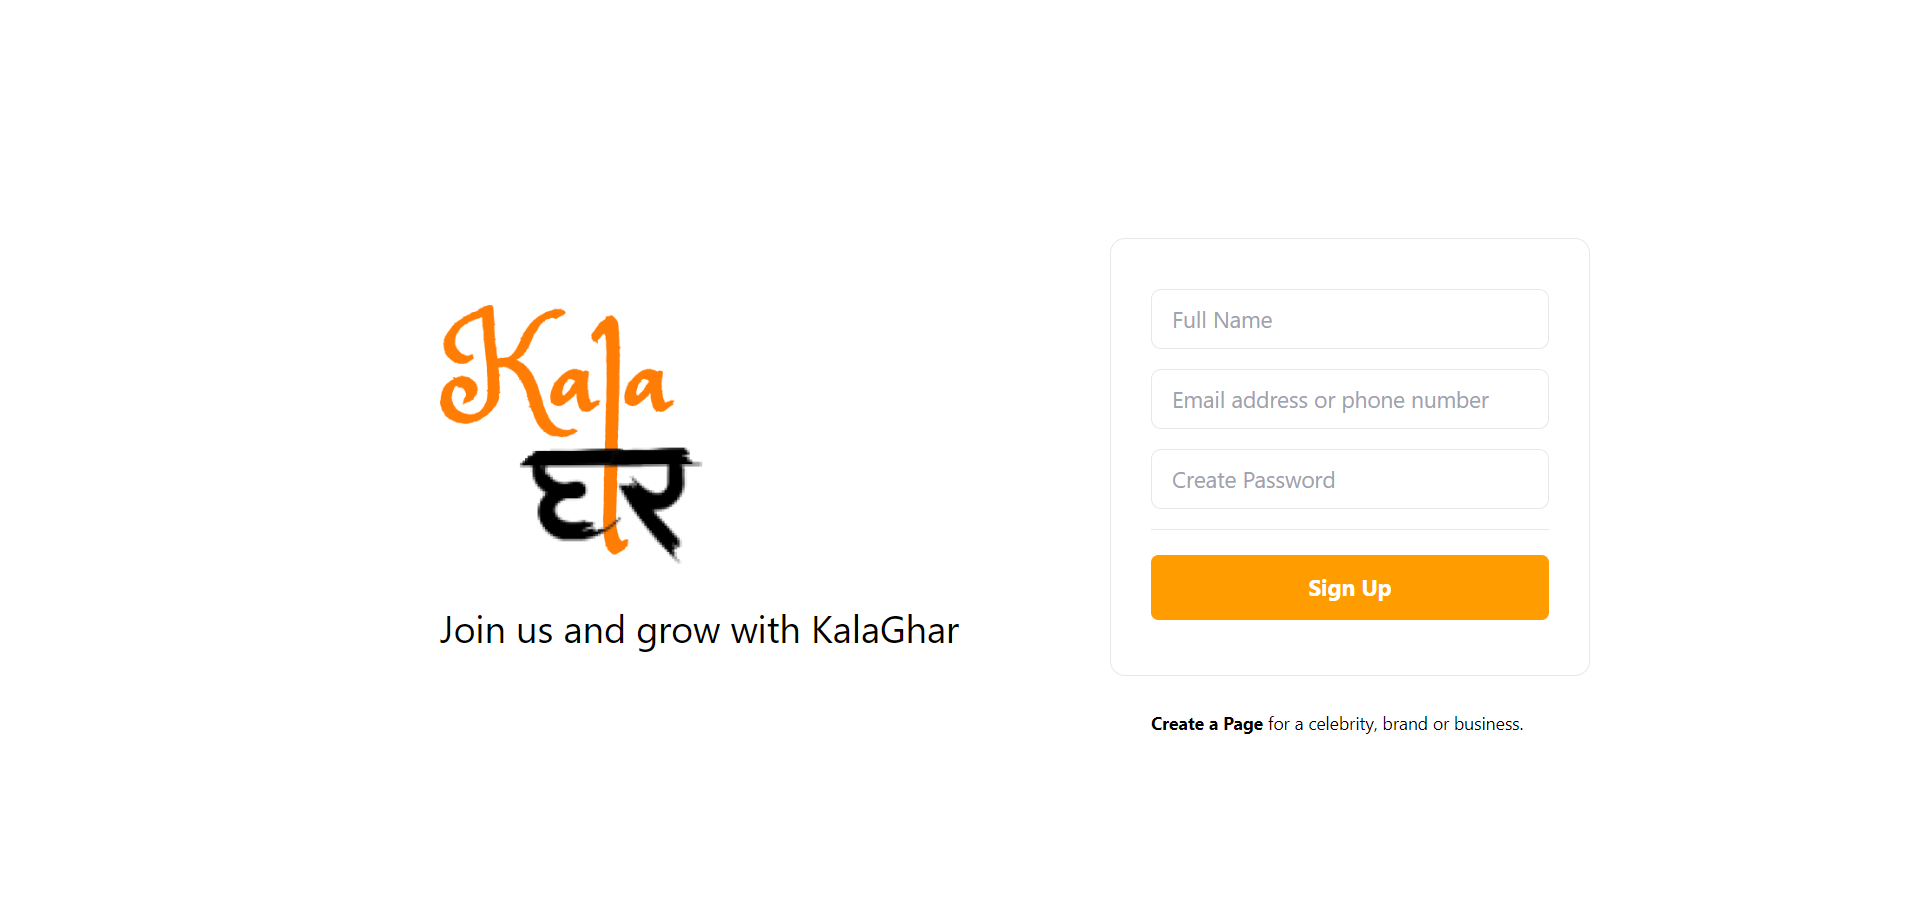 Kala
घर
Join us and grow with KalaGhar
Full Name
Email address or phone number
Create Password
Sign Up
Create a Page for a celebrity, brand or business.